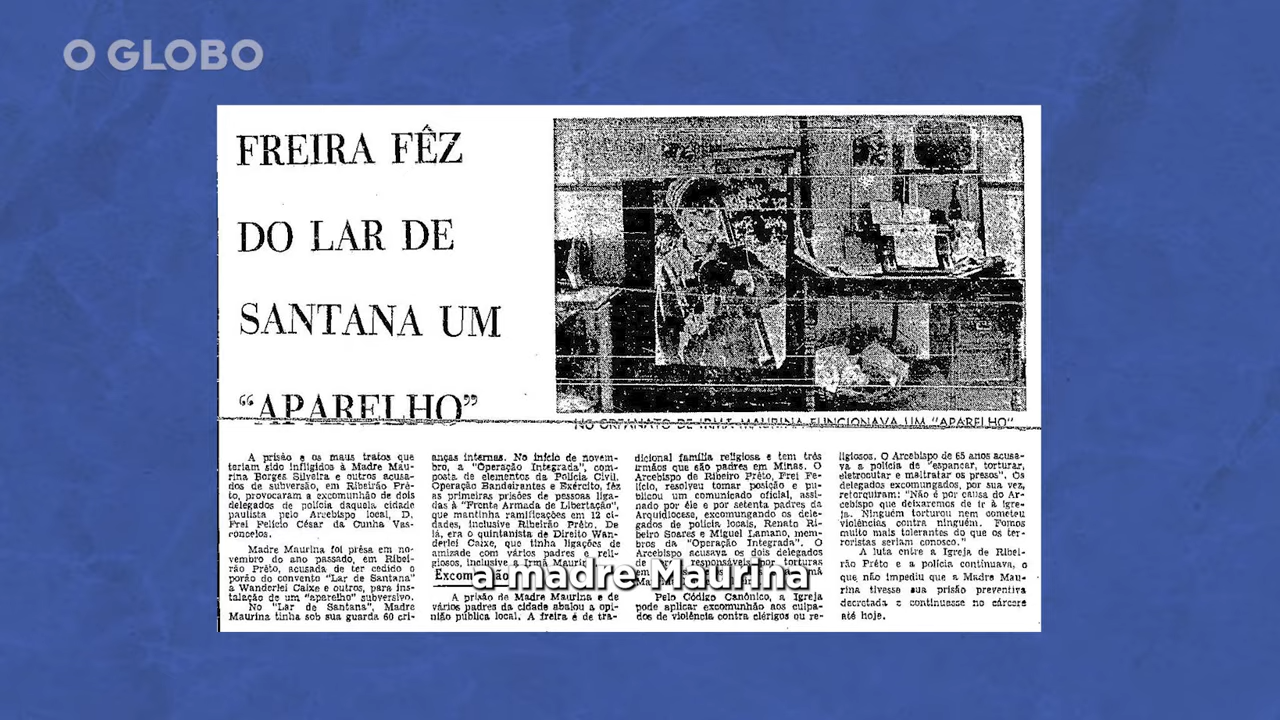 O GLOBO
FREIRA FÊZ
DO LAR DE
SANTANA UM
“APARELHO”
NO ORFANATO DE IRMÃ MAURINA FUNCIONAVA UM “APARELHO”
A prisão e os maus tratos que
teriam sido infligidos à Madre Mau-
rina Borges Silveira e outros acusa-
dos de subversão, em Ribeirão Prê-
to, provocaram a excomunhão de dois
delegados de polícia daquela cidade
paulista pelo Arcebispo local, D.
Frei Felício César da Cunha Vas-
roncelos.
Madre Maurina foi prêsa em no-
vembro do ano passado, em Ribei-
rão Prêto, acusada de ter cedido o
porão do convento “Lar de Santana”
a Wanderlei Caixe e outros, para ins-
talação de um “aparelho” subversivo.
No “Lar de Santana”, Madre
Maurina tinha sob sua guarda 60 cri-
anças internas. No início de novem-
bro, a “Operação Integrada”, com-
posta de elementos da Polícia Civil,
Operação Bandeirantes e Exército, fêz
as primeiras prisões de pessoas liga-
das à “Frente Armada de Libertação”,
que mantinha ramificações em 12 ci-
dades, inclusive Ribeirão Prêto. De
lá, era o quintanista de Direito Wan-
derlei Caixe, que tinha ligações de
amizade com vários padres e reli-
giosos, inclusive a Irmã Maurina
Excomunhão
A prisão de Madre Maurina e de
vários padres da cidade abalou a opi-
nião pública local. A freira é de tra-
dicional família religiosa e tem três
irmãos que são padres em Minas. O
Arcebispo de Ribeiro Prêto, Frei Fe-
lício, resolveu tomar posição e pu-
blicou um comunicado oficial, assi-
nado por êle e por setenta padres da
Arquidiocese, excomungando os dele-
gados de polícia locais, Renato Ri-
beiro Soares e Miguel Lamano, mem-
bros da “Operação Integrada”. O
Arcebispo acusava os dois delegados
de responsáveis por torturas
Pelo Código Canônico, a Igreja
pode aplicar excomunhão aos culpa-
dos de violência contra clérigos ou re-
ligiosos. O Arcebispo de 65 anos acusa-
va a polícia de “espancar, torturar,
eletrocutar e maltratar os presos”. Os
delegados excomungados, por sua vez,
retorquiram: “Não é por causa do Ar-
cebispo que deixaremos de ir à Igre-
ja. Ninguém torturou nem cometeu
violências contra ninguém. Fomos
muito mais tolerantes do que os ter-
roristas seriam conosco.”
A luta entre a Igreja de Ribei-
rão Prêto e a polícia continuava, o
que não impediu que a Madre Mau-
rina tivesse sua prisão preventiva
decretada e continuasse no cárcere
até hoje.
a madre Maurina